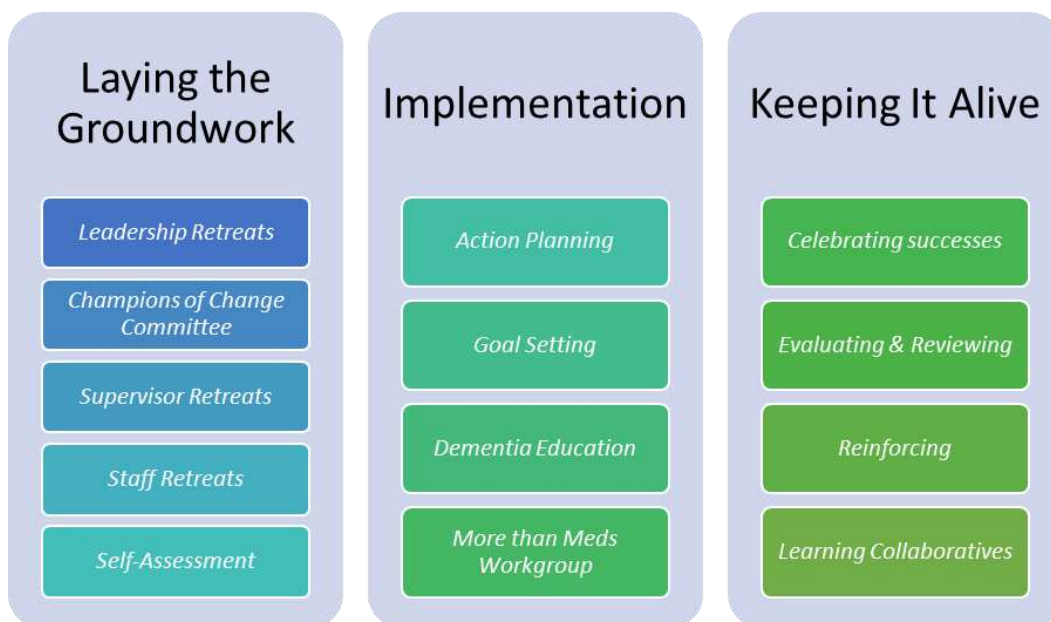 Laying the
Groundwork
Leadership Retreats
Champions of Change
Committee
Supervisor Retreats
Staff Retreats
Self-Assessment
Implementation
Action Planning
Goal Setting
Dementia Education
More than Meds
Workgroup
Keeping It Alive
Celebrating successes
Evaluating & Reviewing
Reinforcing
Learning Collaboratives